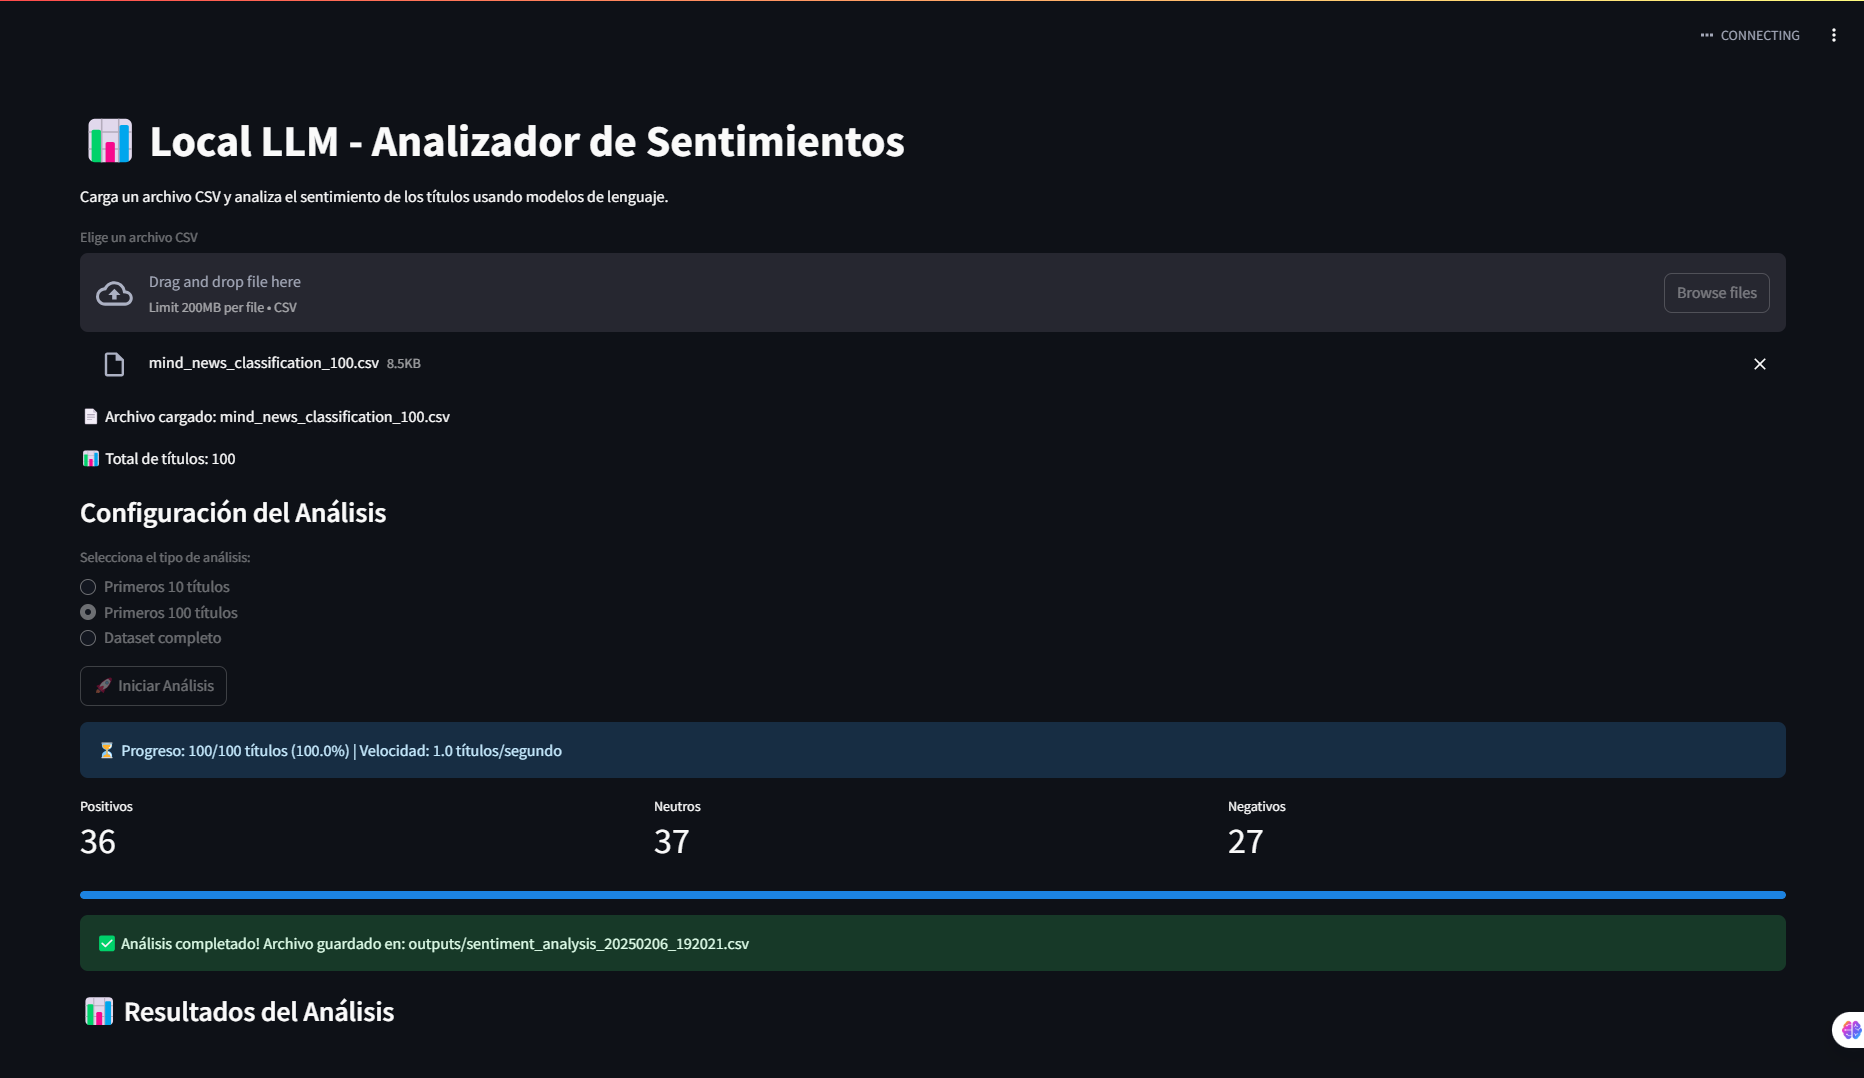 CONNECTING
Local LLM - Analizador de Sentimientos
Carga un archivo CSV y analiza el sentimiento de los títulos usando modelos de lenguaje.
Elige un archivo CSV
Drag and drop file here
Limit 200MB per file • CSV
Browse files
mind_news_classification_100.csv 8.5KB
Archivo cargado: mind_news_classification_100.csv
Total de títulos: 100
Configuración del Análisis
Selecciona el tipo de análisis:
Primeros 10 títulos
Primeros 100 títulos
Dataset completo
Iniciar Análisis
Progreso: 100/100 títulos (100.0%) | Velocidad: 1.0 títulos/segundo
Positivos
36
Neutros
37
Negativos
27
Análisis completado! Archivo guardado en: outputs/sentiment_analysis_20250206_192021.csv
Resultados del Análisis